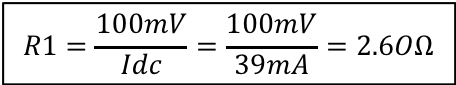 R1 = 100mV / Idc = 100mV / 39mA = 2.6OΩ